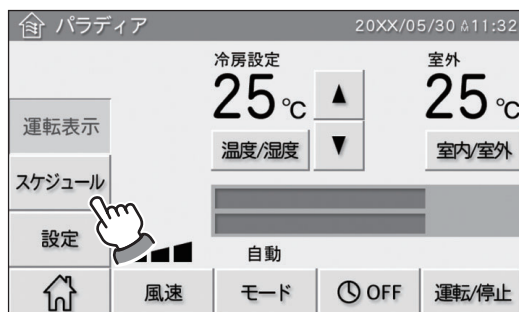 パラディア 20XX/05/30 11:32
冷房設定 室外
25℃ ▲ 25℃
運転表示
温度/湿度 ▼ 室内/室外
スケジュール
設定
自動
風速 モード OFF 運転/停止